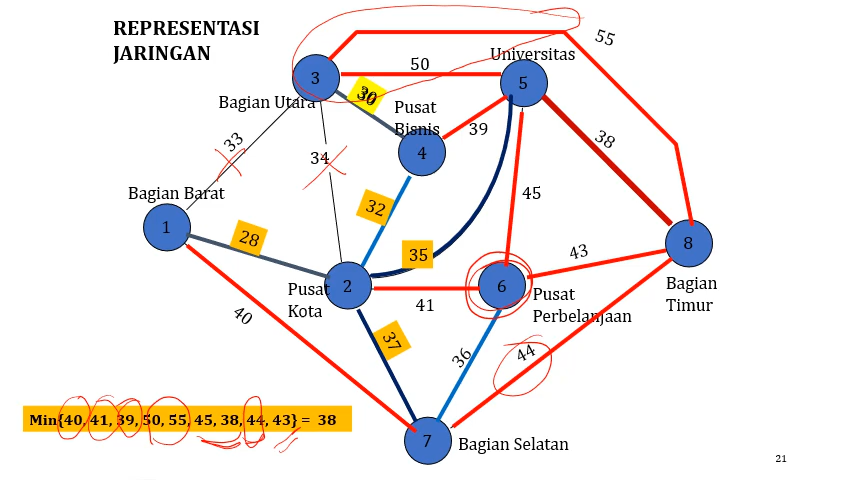 REPRESENTASI
JARINGAN
55
Universitas
50
3
5
30
Bagian Utara
Pusat
Bisnis
39
38
33
34
4
Bagian Barat
32
45
1
28
35
43
8
2
6
Pusat
Kota
41
Pusat
Perbelanjaan
Bagian
Timur
40
37
36
44
Min{40, 41, 39, 50, 55, 45, 38, 44, 43} = 38
7
Bagian Selatan
21